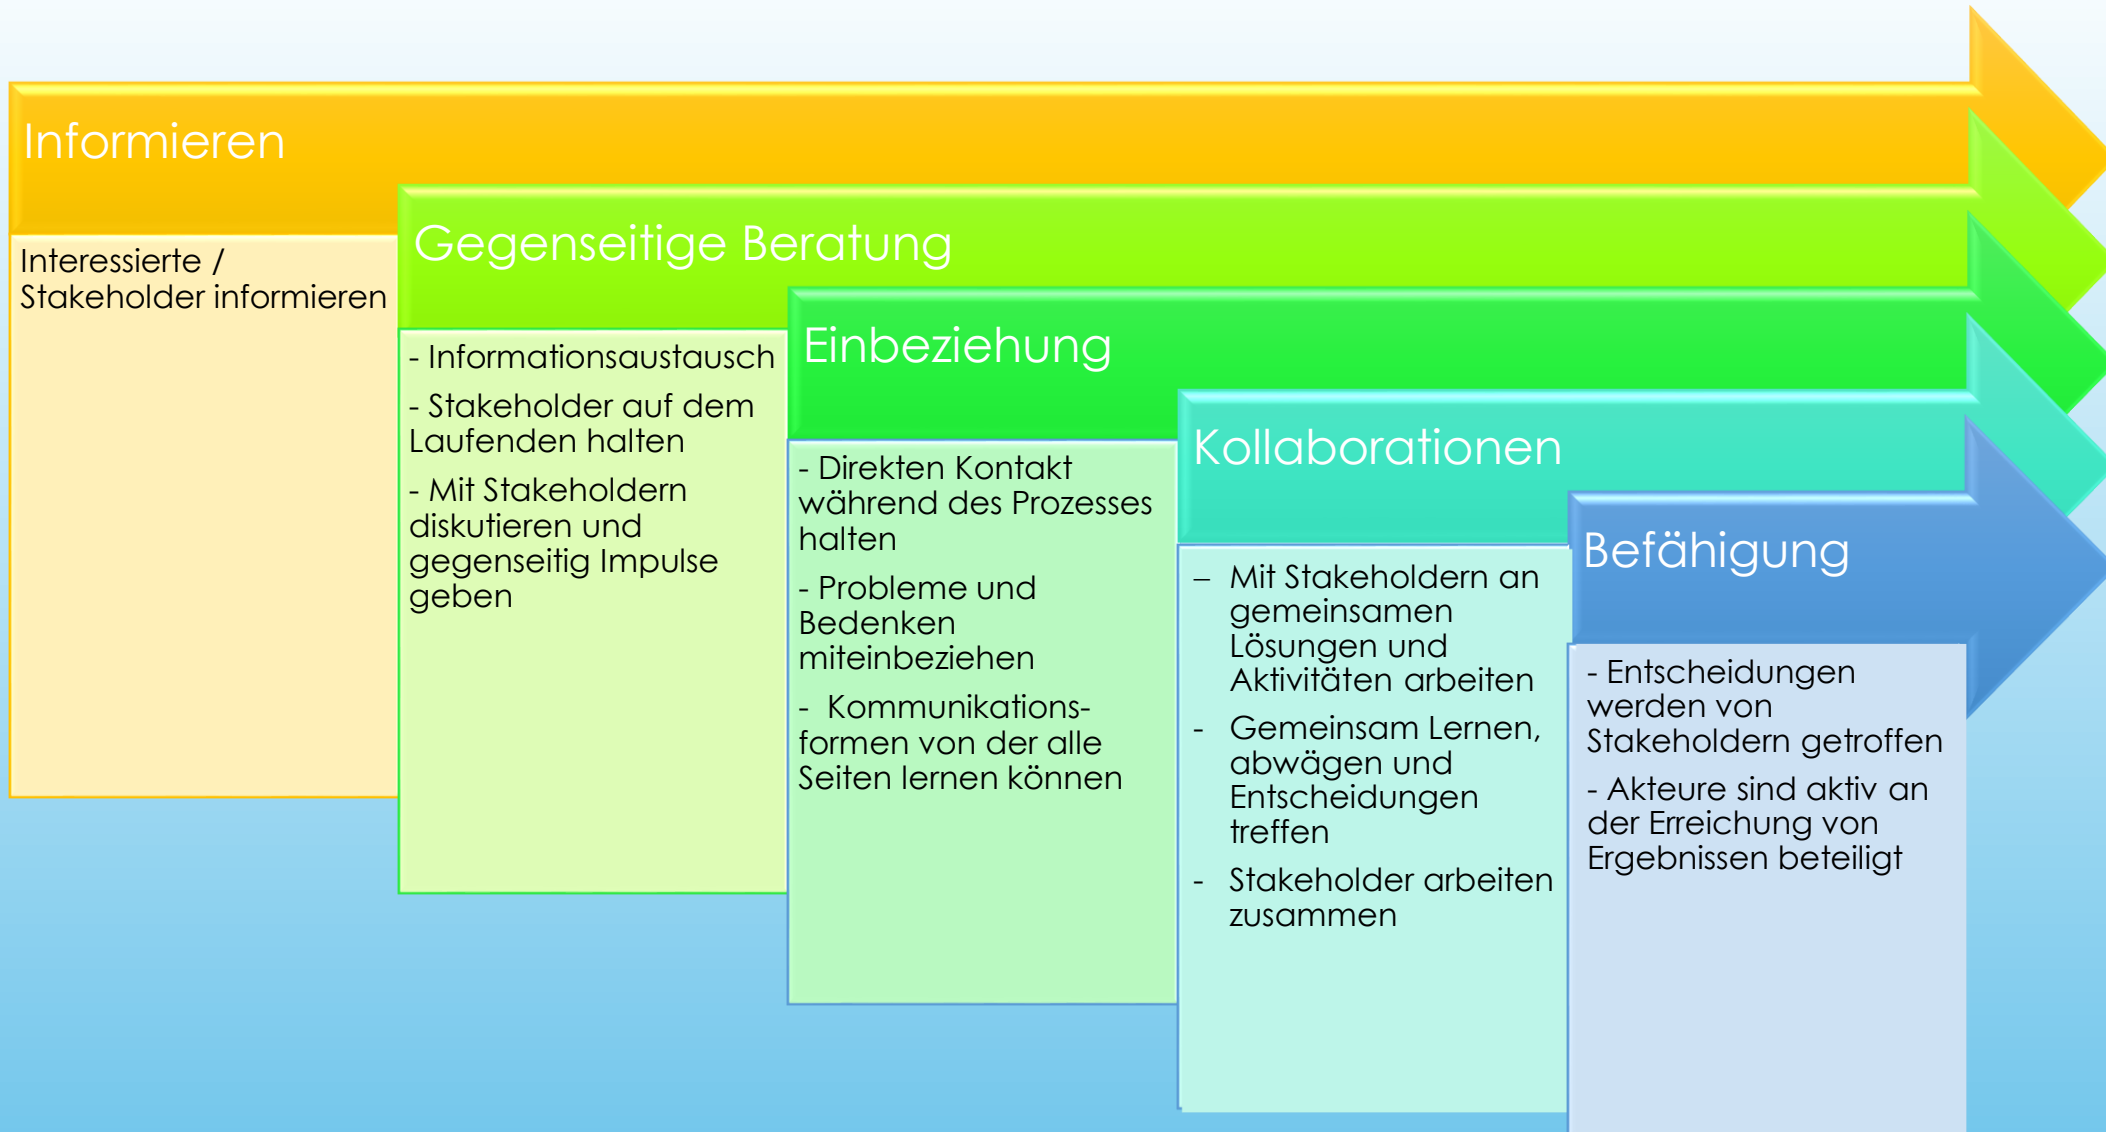 Informieren
Interessierte /
Stakeholder informieren
Gegenseitige Beratung
- Informationsaustausch
- Stakeholder auf dem
Laufenden halten
- Mit Stakeholdern
diskutieren und
gegenseitig Impulse
geben
Einbeziehung
- Direkten Kontakt
während des Prozesses
halten
- Probleme und
Bedenken
miteinbeziehen
- Kommunikations-
formen von der alle
Seiten lernen können
Kollaborationen
– Mit Stakeholdern an
gemeinsamen
Lösungen und
Aktivitäten arbeiten
- Gemeinsam Lernen,
abwägen und
Entscheidungen
treffen
- Stakeholder arbeiten
zusammen
Befähigung
- Entscheidungen
werden von
Stakeholdern getroffen
- Akteure sind aktiv an
der Erreichung von
Ergebnissen beteiligt